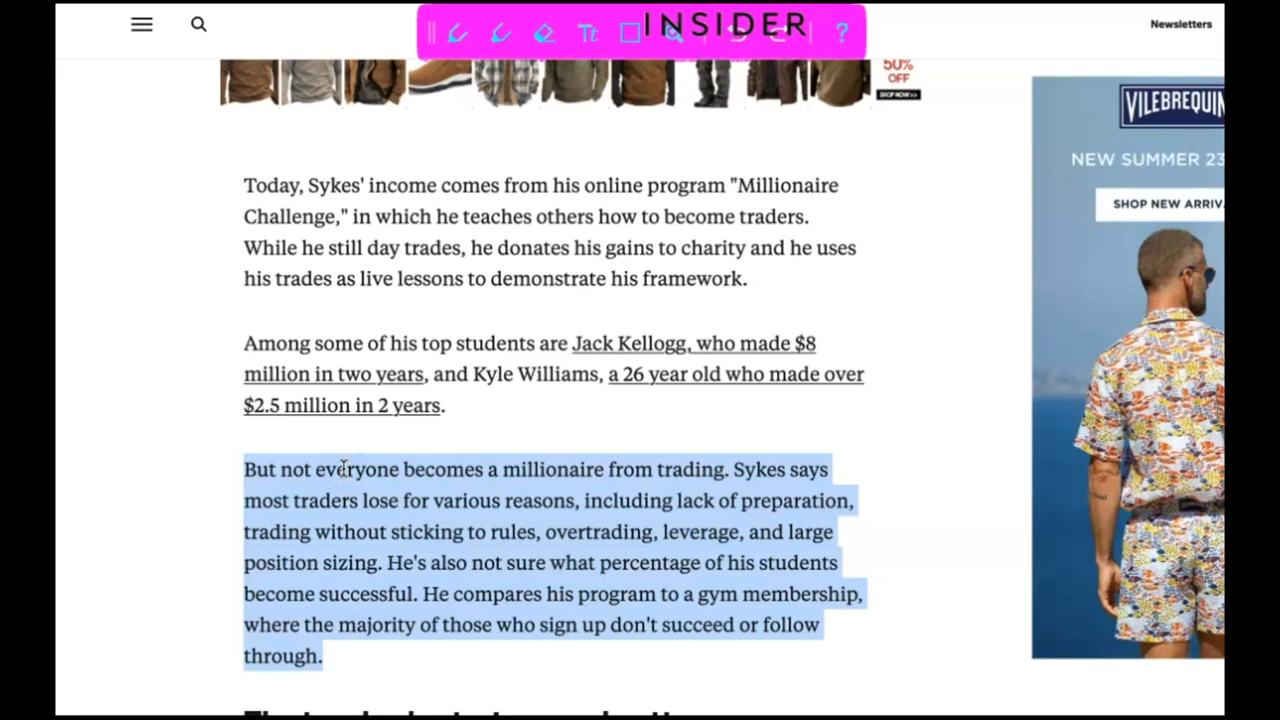 INSIDER
Newsletters
Tt
?
50%
OFF
SHOP NOW >>
VILEBREQUIN
NEW SUMMER 23
SHOP NEW ARRIV
Today, Sykes' income comes from his online program "Millionaire
Challenge," in which he teaches others how to become traders.
While he still day trades, he donates his gains to charity and he uses
his trades as live lessons to demonstrate his framework.
Among some of his top students are Jack Kellogg, who made $8
million in two years, and Kyle Williams, a 26 year old who made over
$2.5 million in 2 years.
But not everyone becomes a millionaire from trading. Sykes says
most traders lose for various reasons, including lack of preparation,
trading without sticking to rules, overtrading, leverage, and large
position sizing. He's also not sure what percentage of his students
become successful. He compares his program to a gym membership,
where the majority of those who sign up don't succeed or follow
through.